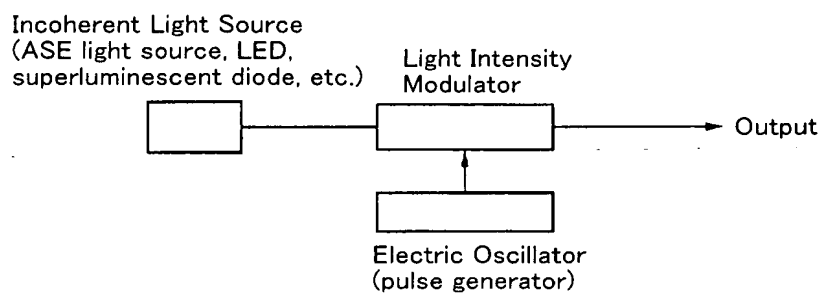 Incoherent Light Source
(ASE light source, LED,
superluminescent diode, etc.)
Light Intensity
Modulator
Output
Electric Oscillator
(pulse generator)